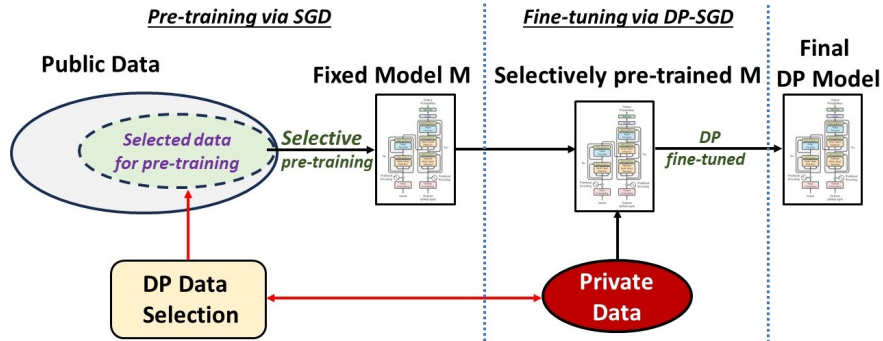 Pre-training via SGD
Fine-tuning via DP-SGD
Public Data
Fixed Model M
Selectively pre-trained M
Final
DP Model
Selected data
for pre-training
Selective
pre-training
DP
fine-tuned
DP Data
Selection
Private
Data